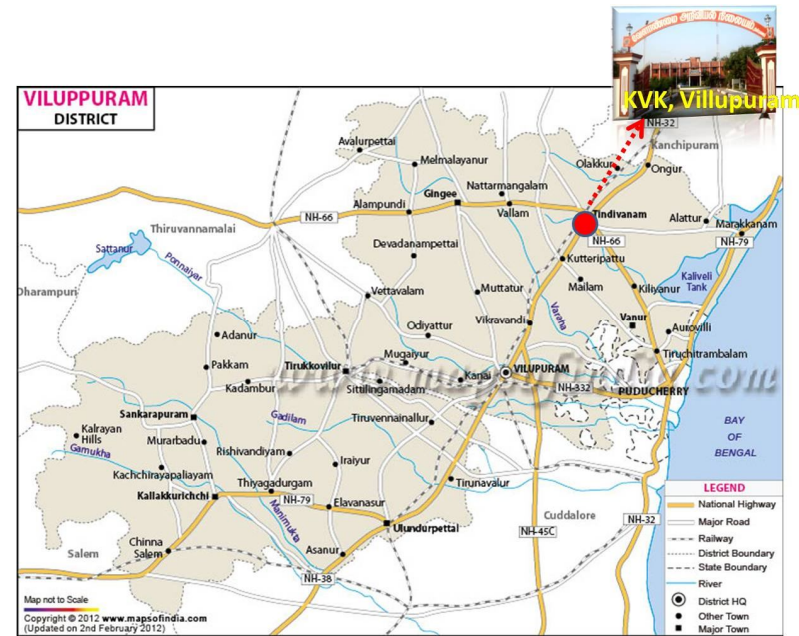 KVK, Villupuram
VILUPPURAM
DISTRICT
NH-32
Kanchipuram
Avalurpettai
Melmalayanur
Olakkur
Ongur
Nattarmangalam
Gingee
Alampundi
Vallam
Tindivanam
Alattur
Marakkanam
NH-66
NH-66
NH-79
Thiruvannamalai
Devadanampettai
Kutteripattu
Sattanur
Ponnaiyar
Kaliveli
Tank
Mailam
Kiliyanur
Dharampuri
Vettavalam
Muttatur
Varaha
Vanur
Vikravandi
Odiyattur
Aurovilli
Adanur
Mugaiyur
Tiruchitrambalam
Pakkam
Tirukkovilur
Kanai
VILUPURAM
www.mapsofindia.com
Kadambur
Sittilingamadam
NH-332
PUDUCHERRY
Sankarapuram
Gadilam
Tiruvennainallur
BAY
OF
BENGAL
Kalrayan
Hills
Murarbadu
Gamukha
Rishivandiyam
Iraiyur
Kachchirayapaliyam
Thiyagadurgam
Tirunavalur
Kallakkurichchi
NH-79
Elavanasur
Manimukta
Ulundurpettai
Cuddalore
NH-32
NH-45C
Chinna
Salem
Salem
Asanur
NH-38
LEGEND
National Highway
Major Road
Railway
District Boundary
State Boundary
River
District HQ
Other Town
Major Town
Map not to Scale
Copyright © 2012 www.mapsofindia.com
(Updated on 2nd February 2012)